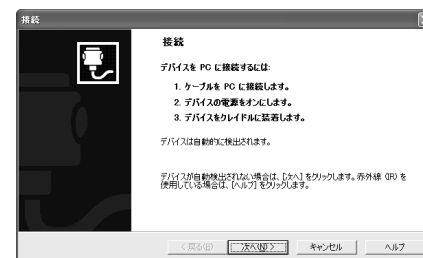 接続
接続
デバイスを PC に接続するには:
1. ケーブルを PC に接続します。
2. デバイスの電源をオンにします。
3. デバイスをクレイドルに装着します。
デバイスは自動的に検出されます。
デバイスが自動検出されない場合は、[次へ] をクリックします。赤外線 (IR) を
使用している場合は、[ヘルプ] をクリックします。
< 戻る(B) 次へ(N) > キャンセル ヘルプ